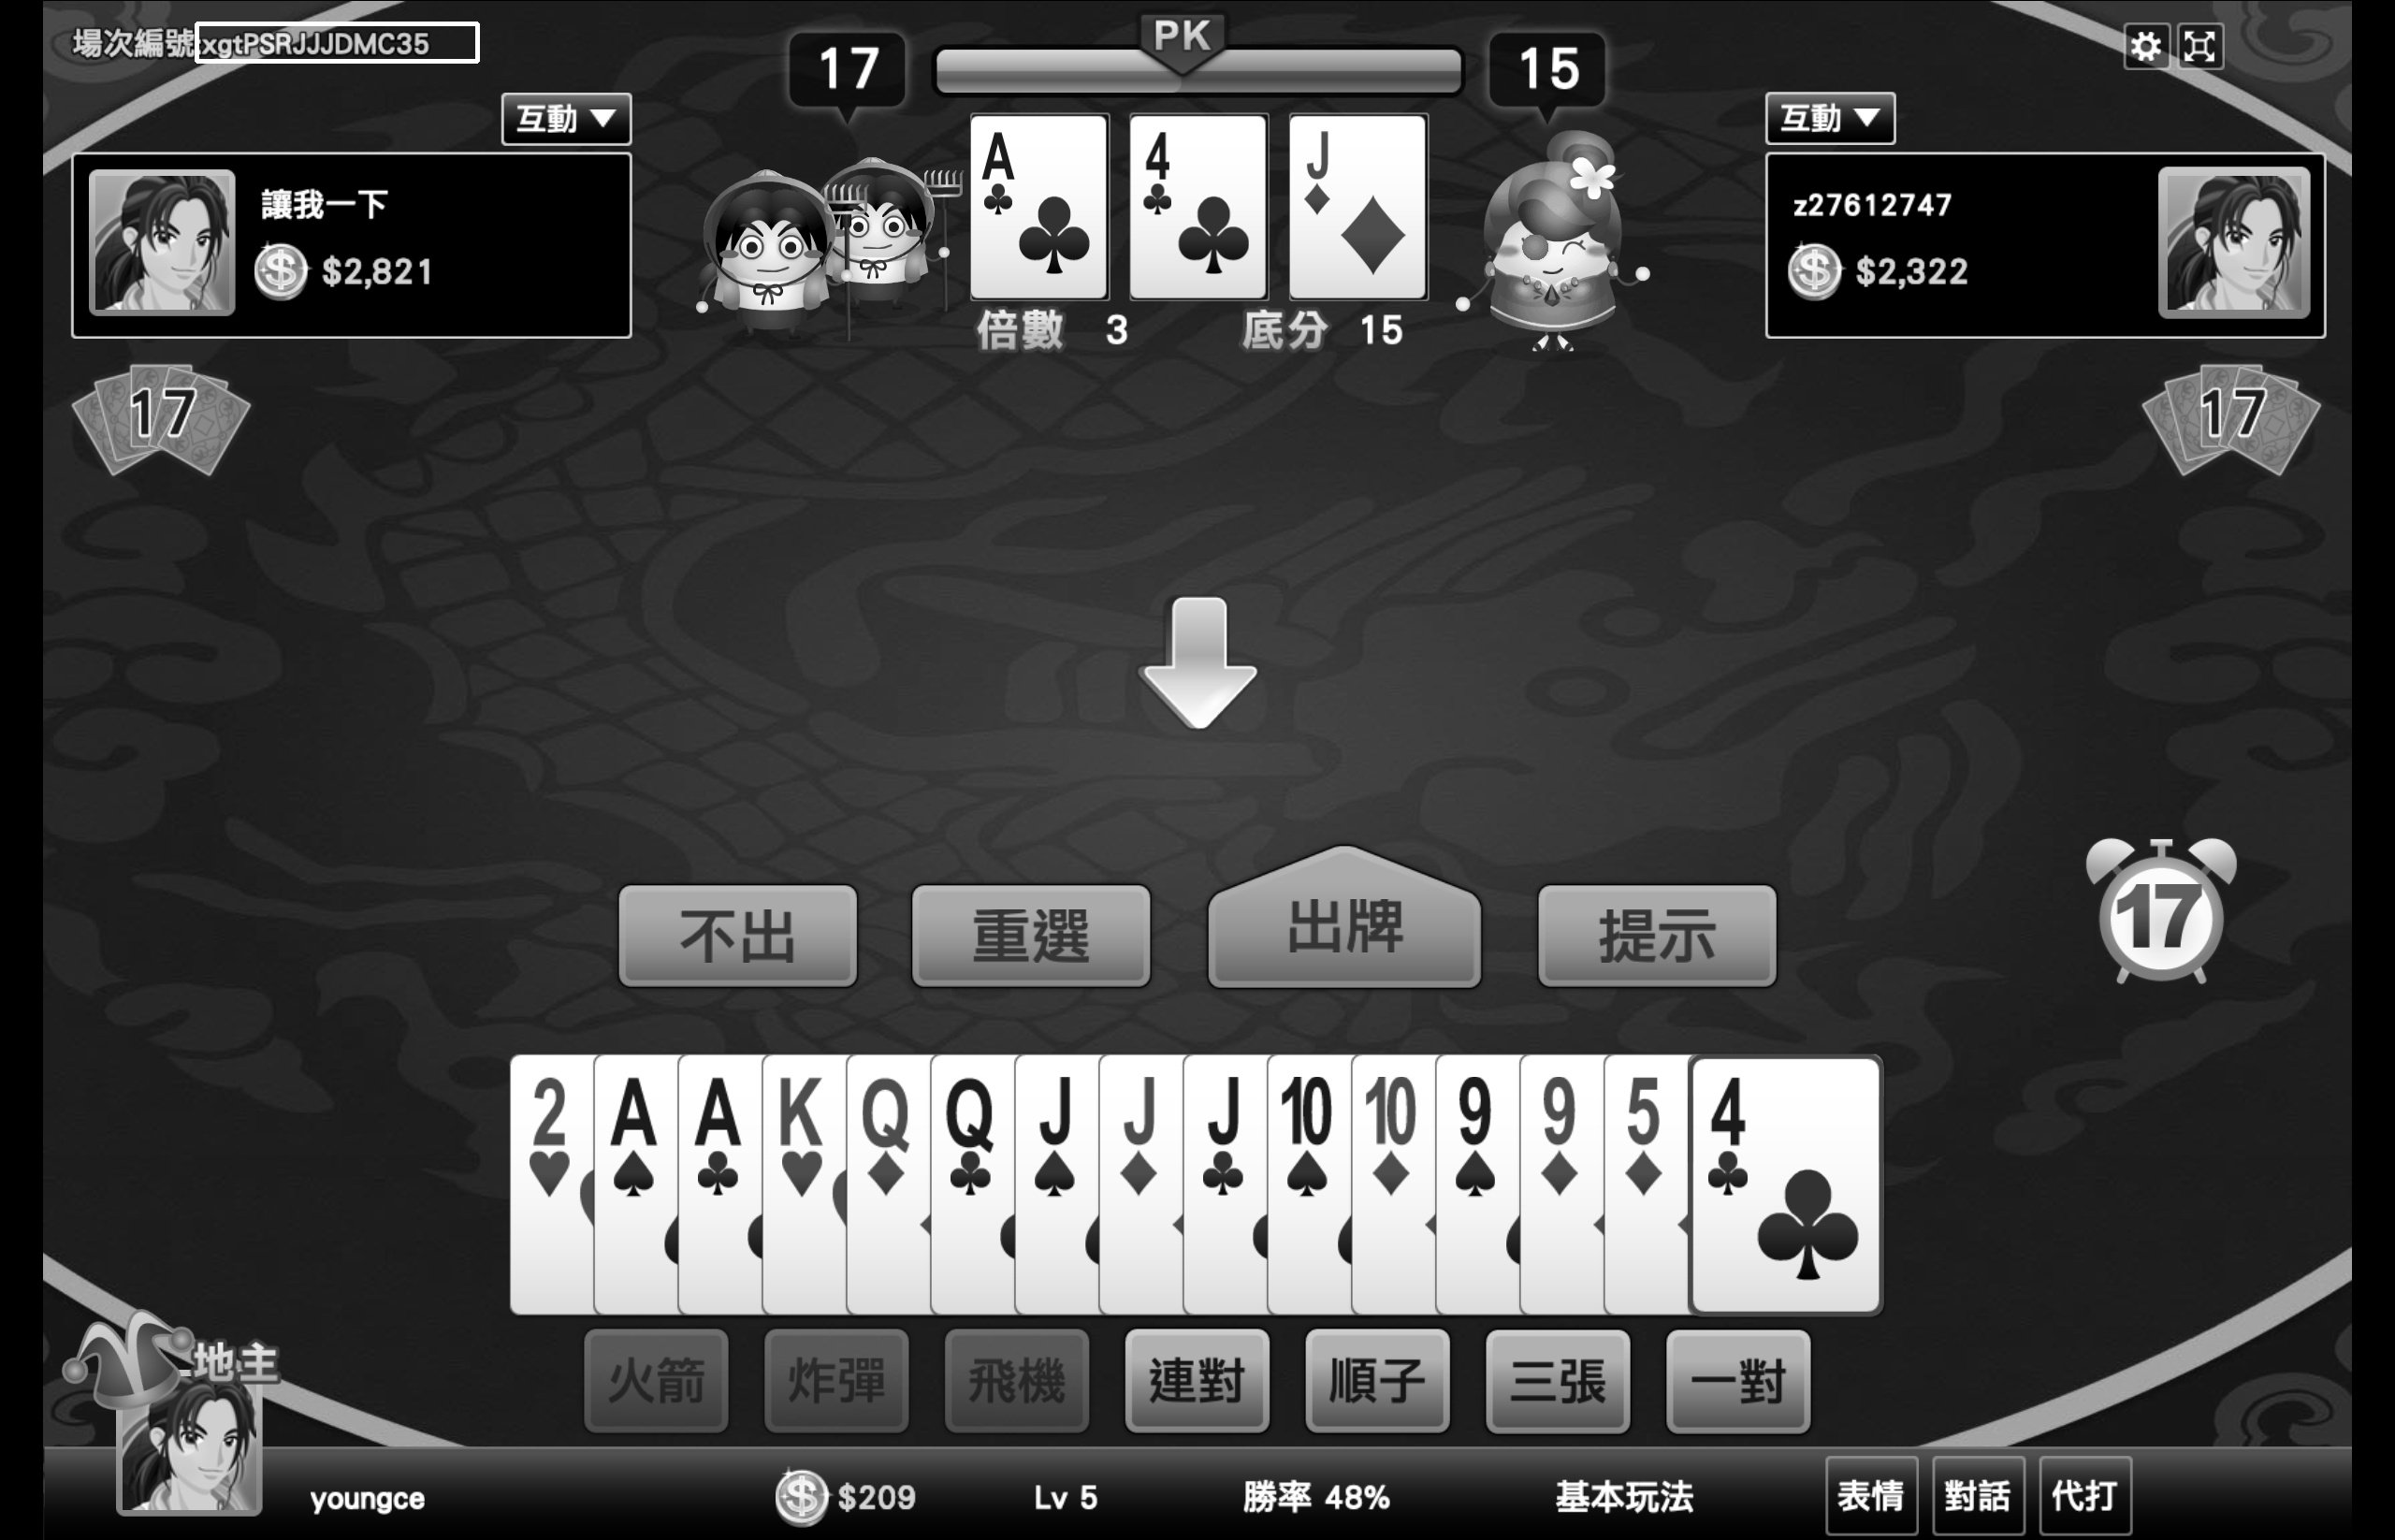 場次編號:xgtPSRJJJDMC35
17
PK
15
互動
互動
讓我一下
$2,821
A
4
J
z27612747
$2,322
倍數 3
底分 15
17
17
不出
重選
出牌
提示
17
2 A A K Q Q J J J 10 10 9 9 5 4
地主
火箭
炸彈
飛機
連對
順子
三張
一對
youngce
$209
Lv 5
勝率 48%
基本玩法
表情
對話
代打